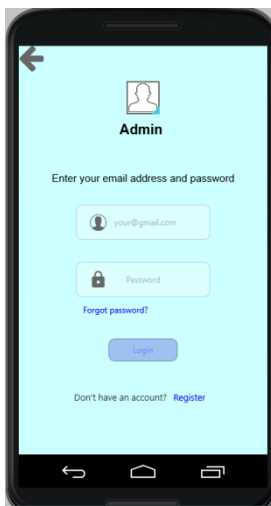 Admin
Enter your email address and password
your@gmail.com
Password
Forgot password?
Login
Don't have an account? Register